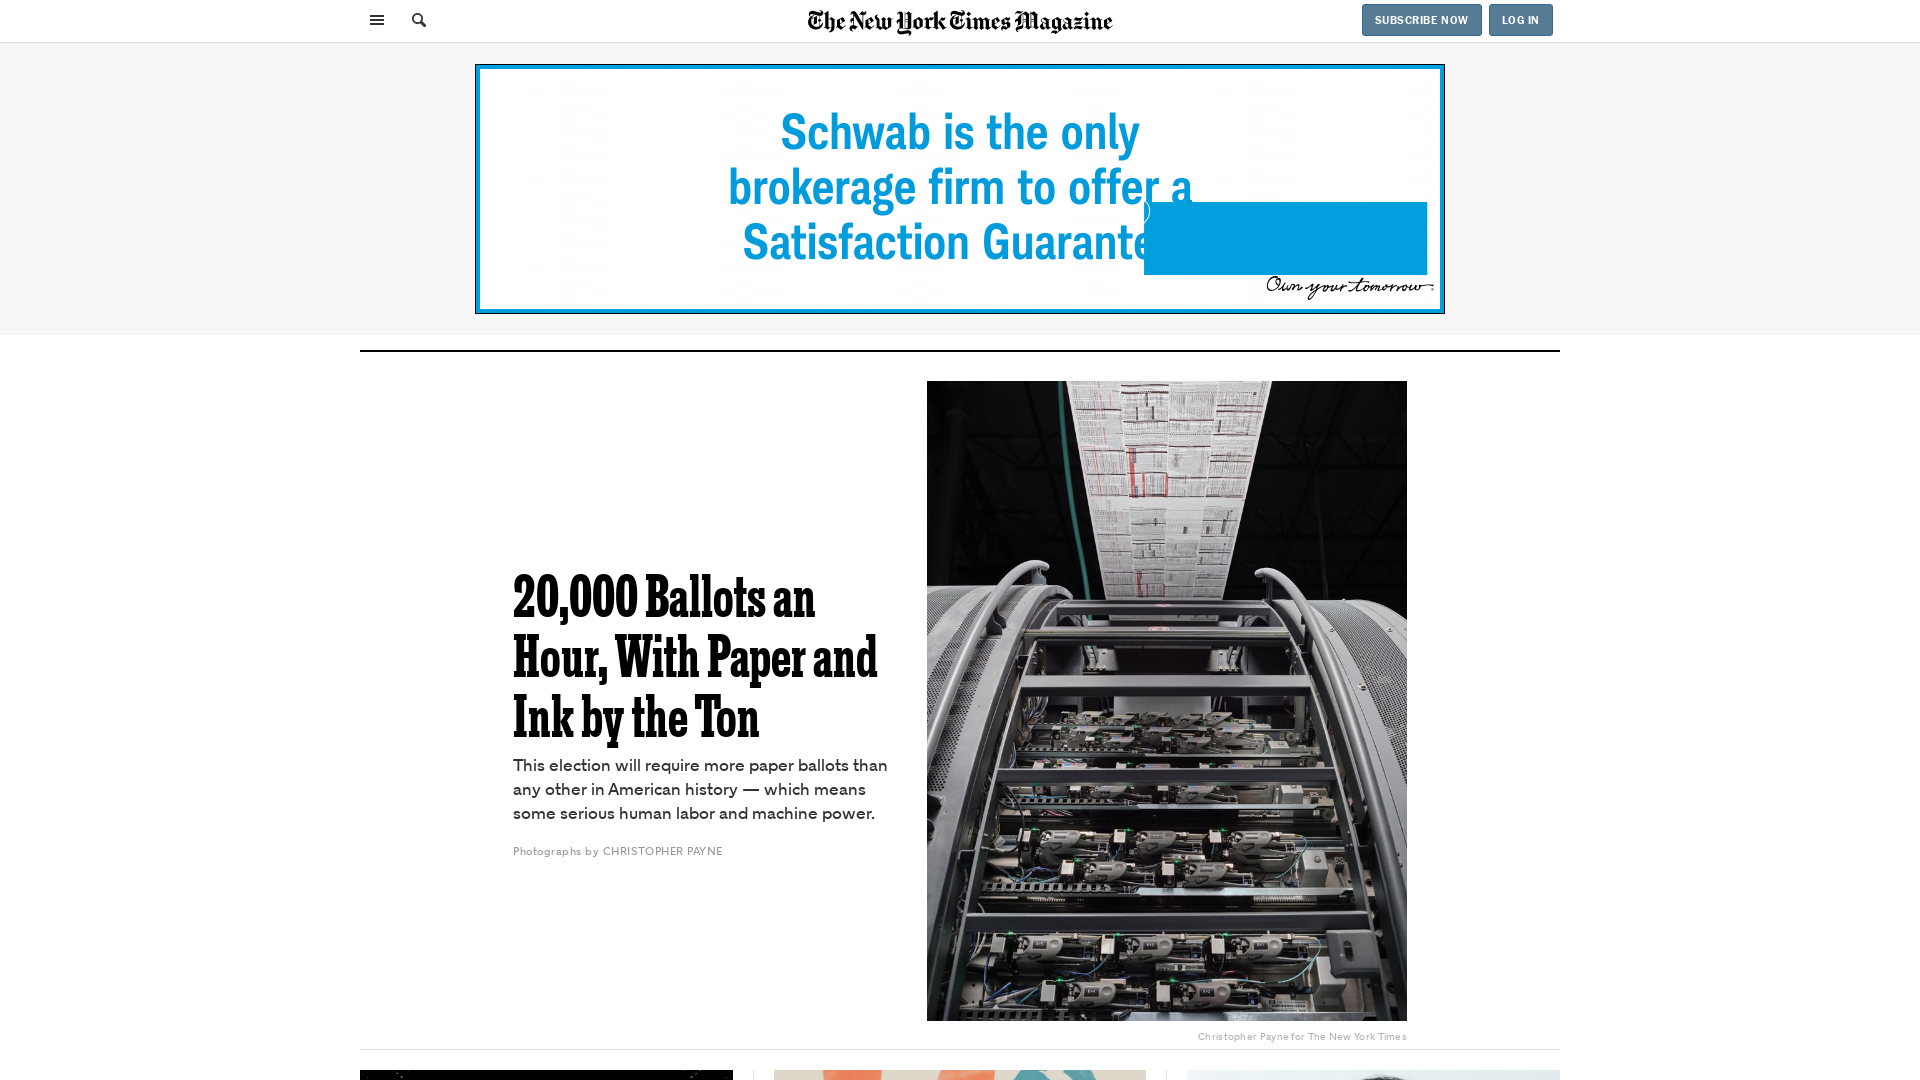 The New York Times Magazine
SUBSCRIBE NOW
LOG IN
Schwab is the only
brokerage firm to offer a
Satisfaction Guarante
Own your tomorrow.
20,000 Ballots an
Hour, With Paper and
Ink by the Ton
This election will require more paper ballots than
any other in American history — which means
some serious human labor and machine power.
Photographs by CHRISTOPHER PAYNE
Christopher Payne for The New York Times